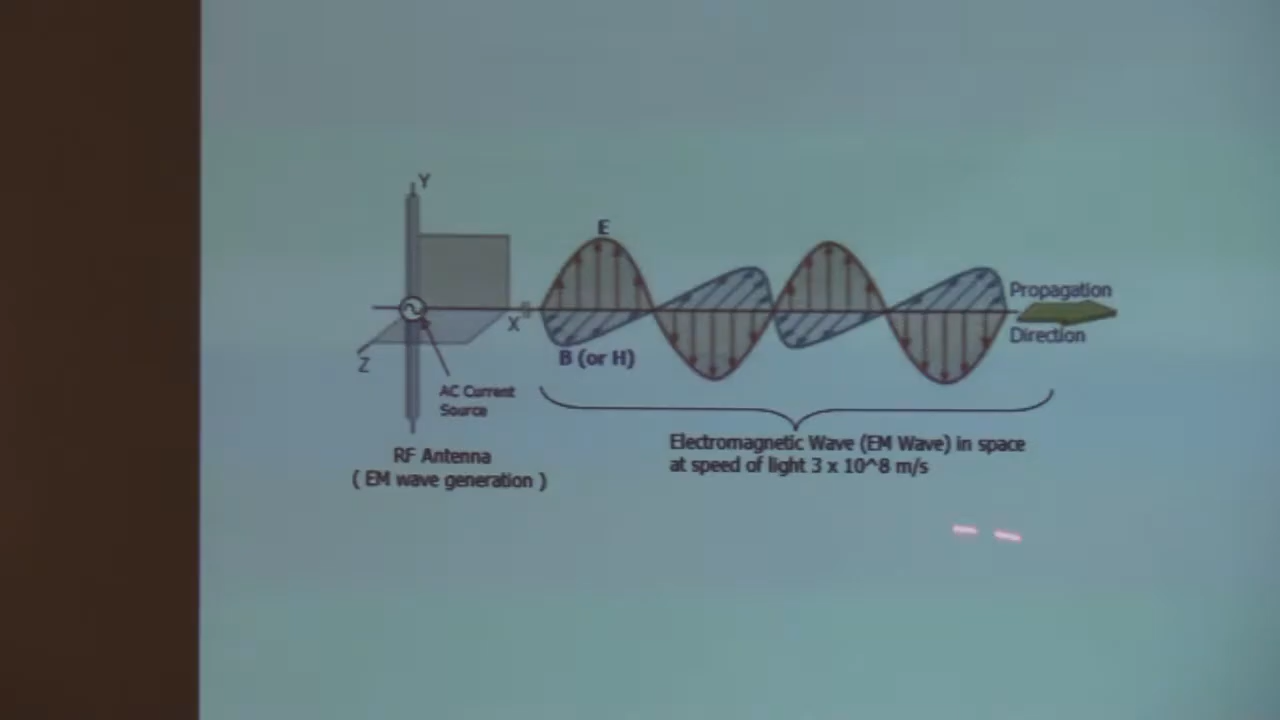 Y
E
X
Z
B (or H)
Propagation
Direction
AC Current
Source
RF Antenna
( EM wave generation )
Electromagnetic Wave (EM Wave) in space
at speed of light 3 x 10^8 m/s